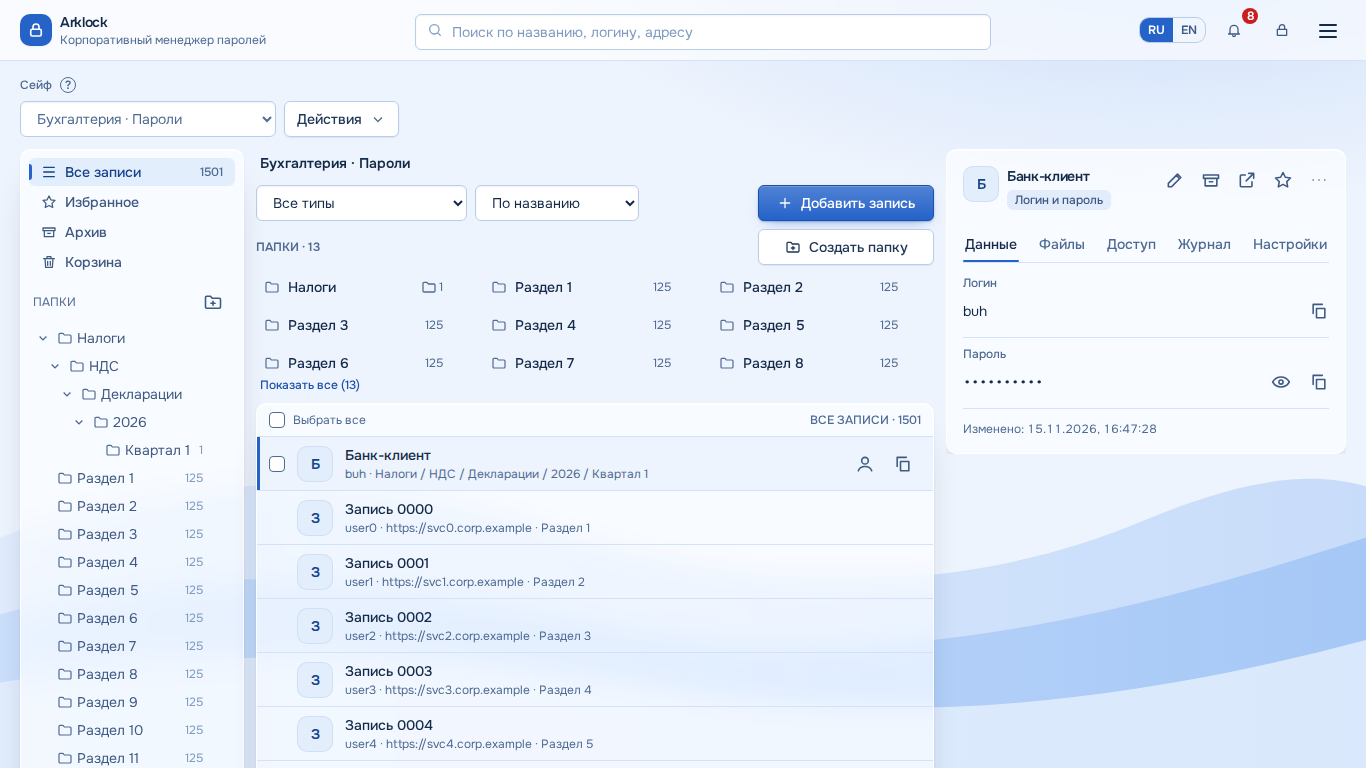 Arklock
Корпоративный менеджер паролей
Поиск по названию, логину, адресу
RU EN
8
Сейф ?
Бухгалтерия · Пароли
Действия
Все записи 1501
Избранное
Архив
Корзина
ПАПКИ
Налоги
НДС
Декларации
2026
Квартал 1 1
Раздел 1 125
Раздел 2 125
Раздел 3 125
Раздел 4 125
Раздел 5 125
Раздел 6 125
Раздел 7 125
Раздел 8 125
Раздел 9 125
Раздел 10 125
Раздел 11 125
Бухгалтерия · Пароли
Все типы
По названию
Добавить запись
ПАПКИ · 13
Создать папку
Налоги 1
Раздел 1 125
Раздел 2 125
Раздел 3 125
Раздел 4 125
Раздел 5 125
Раздел 6 125
Раздел 7 125
Раздел 8 125
Показать все (13)
Выбрать все
ВСЕ ЗАПИСИ · 1501
Б
Банк-клиент
buh · Налоги / НДС / Декларации / 2026 / Квартал 1
З
Запись 0000
user0 · https://svc0.corp.example · Раздел 1
З
Запись 0001
user1 · https://svc1.corp.example · Раздел 2
З
Запись 0002
user2 · https://svc2.corp.example · Раздел 3
З
Запись 0003
user3 · https://svc3.corp.example · Раздел 4
З
Запись 0004
user4 · https://svc4.corp.example · Раздел 5
Б
Банк-клиент
Логин и пароль
Данные Файлы Доступ Журнал Настройки
Логин
buh
Пароль
••••••••••
Изменено: 15.11.2026, 16:47:28